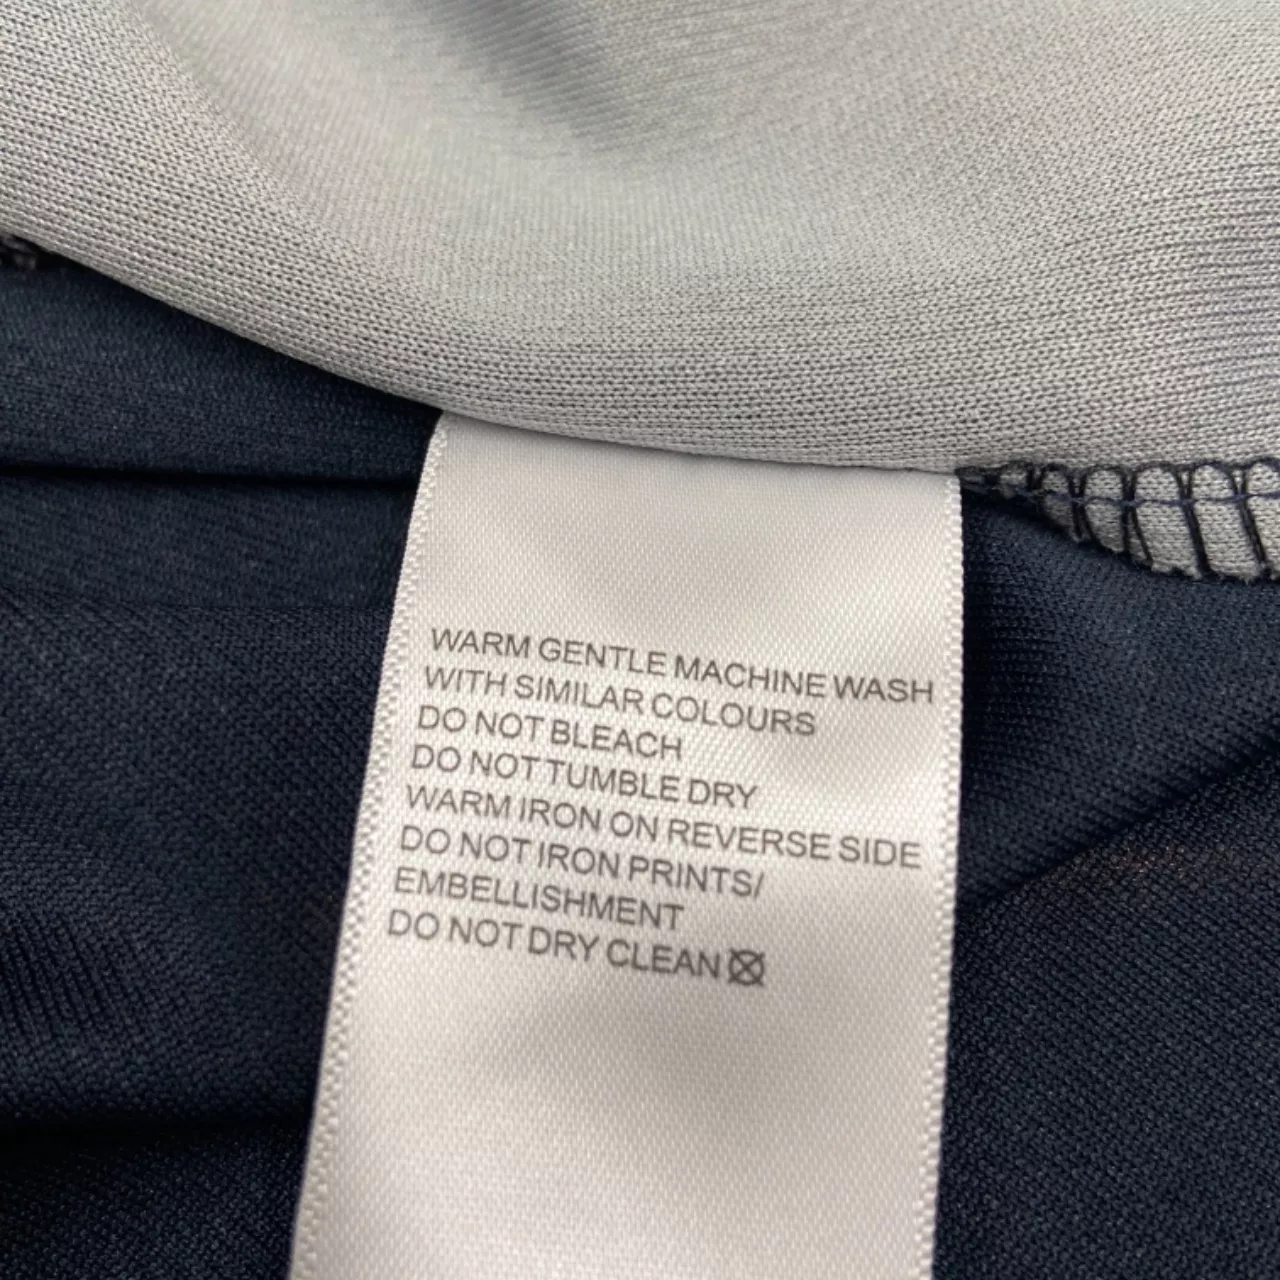 WARM GENTLE MACHINE WASH
WITH SIMILAR COLOURS
DO NOT BLEACH
DO NOT TUMBLE DRY
WARM IRON ON REVERSE SIDE
DO NOT IRON PRINTS/
EMBELLISHMENT
DO NOT DRY CLEAN